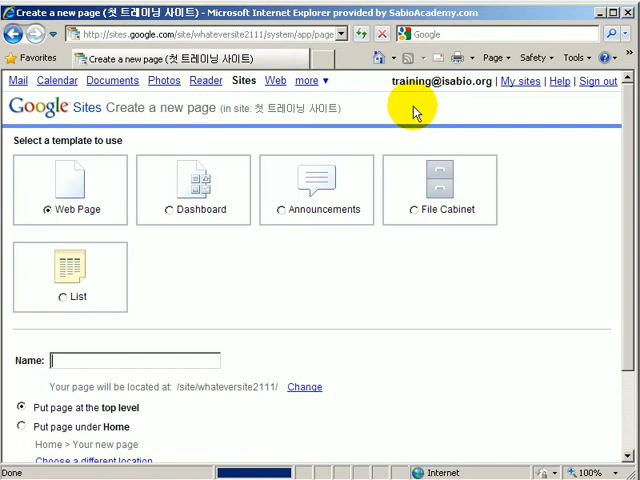 Create a new page (첫 트레이닝 사이트) - Microsoft Internet Explorer provided by SabioAcademy.com
http://sites.google.com/site/whateversite2111/system/app/page
Google
Favorites
Create a new page (첫 트레이닝 사이트)
Page
Safety
Tools
Mail Calendar Documents Photos Reader Sites Web more ▼
training@isabio.org | My sites | Help | Sign out
Google Sites Create a new page (in site: 첫 트레이닝 사이트)
Select a template to use
Web Page
Dashboard
Announcements
File Cabinet
List
Name:
Your page will be located at: /site/whateversite2111/ Change
Put page at the top level
Put page under Home
Home > Your new page
Choose a different location
Done
Internet
100%